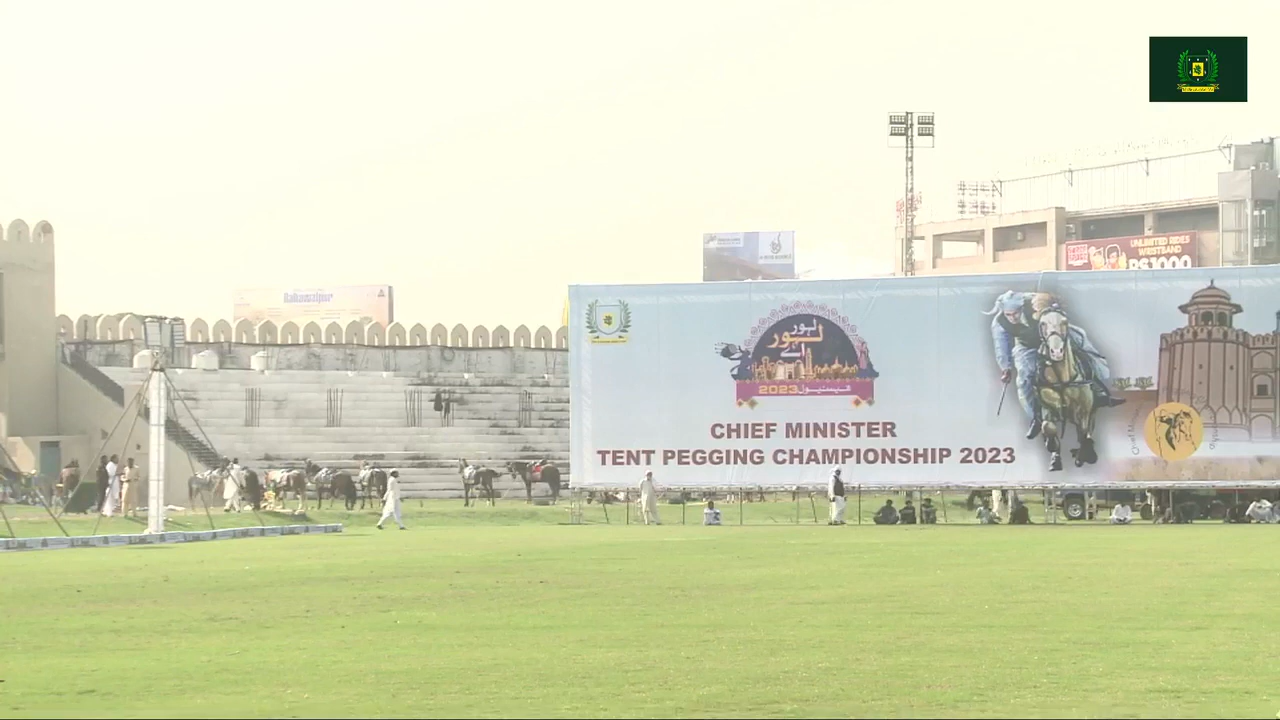 Bahawalpur
UNLIMITED RIDES
WRISTBAND
RS1000
لہور
لہور
اے
2023 فیسٹیول
CHIEF MINISTER
TENT PEGGING CHAMPIONSHIP 2023